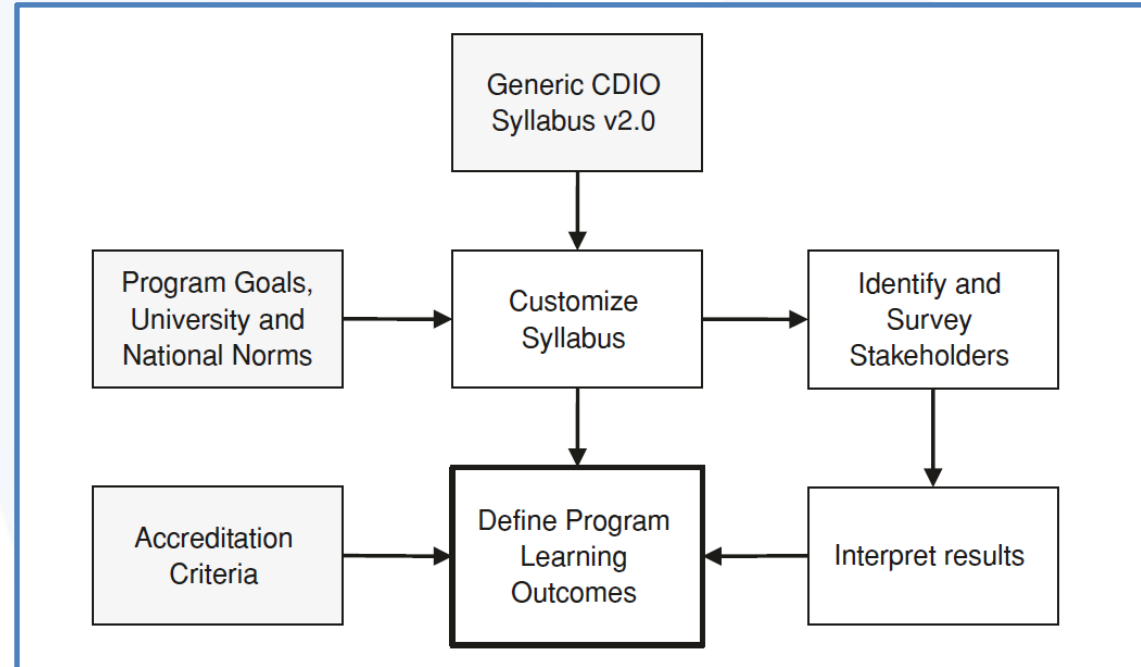 Generic CDIO
Syllabus v2.0
Program Goals,
University and
National Norms
Customize
Syllabus
Identify and
Survey
Stakeholders
Accreditation
Criteria
Define Program
Learning
Outcomes
Interpret results